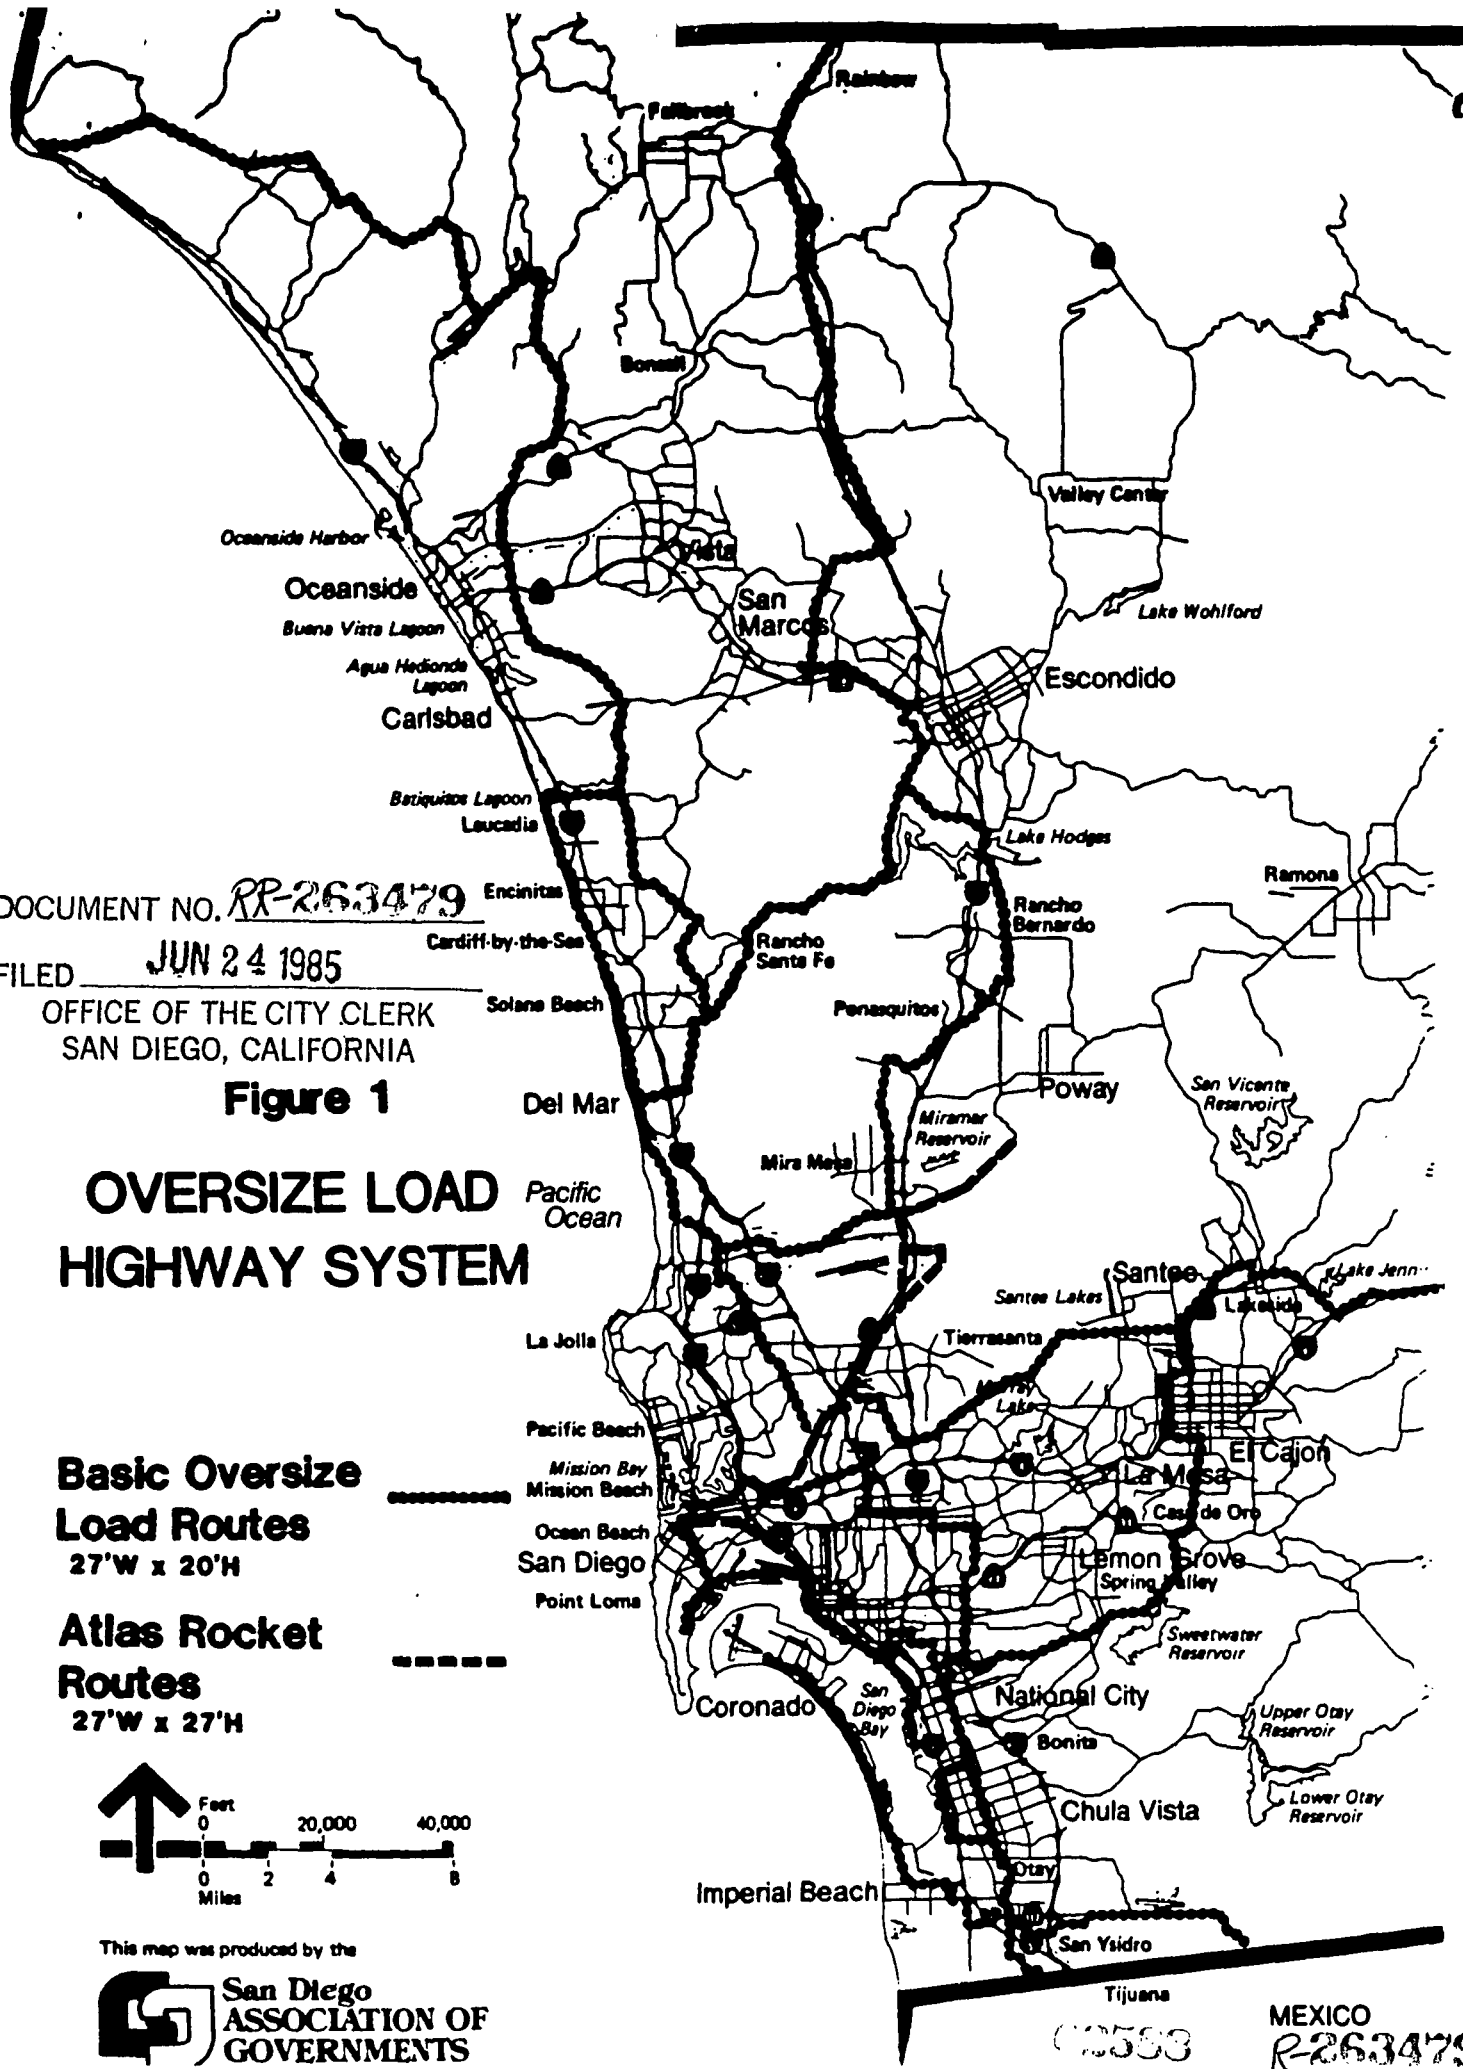 Rainbow
Fallbrook
Bonsall
Valley Center
Oceanside Harbor
Vista
Oceanside
San
Marcos
Lake Wohlford
Buena Vista Lagoon
Agua Hedionda
Lagoon
Escondido
Carlsbad
Batiquitos Lagoon
Leucadia
Lake Hodges
Ramona
DOCUMENT NO. RR-263479
Encinitas
Rancho
Bernardo
Cardiff-by-the-Sea
Rancho
Santa Fe
FILED JUN 24 1985
Solana Beach
Penasquitos
OFFICE OF THE CITY CLERK
SAN DIEGO, CALIFORNIA
Figure 1
Del Mar
Poway
San Vicente
Reservoir
Miramar
Reservoir
Mira Mesa
OVERSIZE LOAD
HIGHWAY SYSTEM
Pacific
Ocean
Santee
Lake Jenn
Santee Lakes
Lakeside
La Jolla
Tierrasanta
Murray
Lake
Pacific Beach
El Cajon
Basic Oversize
Load Routes
27'W x 20'H
Mission Bay
Mission Beach
La Mesa
Casa de Oro
Ocean Beach
San Diego
Lemon Grove
Spring Valley
Point Loma
Atlas Rocket
Routes
27'W x 27'H
Sweetwater
Reservoir
Coronado
San
Diego
Bay
National City
Upper Otay
Reservoir
Bonita
Lower Otay
Reservoir
Chula Vista
Feet
0 20,000 40,000
0 2 4 8
Miles
Otay
Imperial Beach
San Ysidro
This map was produced by the
San Diego
ASSOCIATION OF
GOVERNMENTS
Tijuana
MEXICO
R-263479